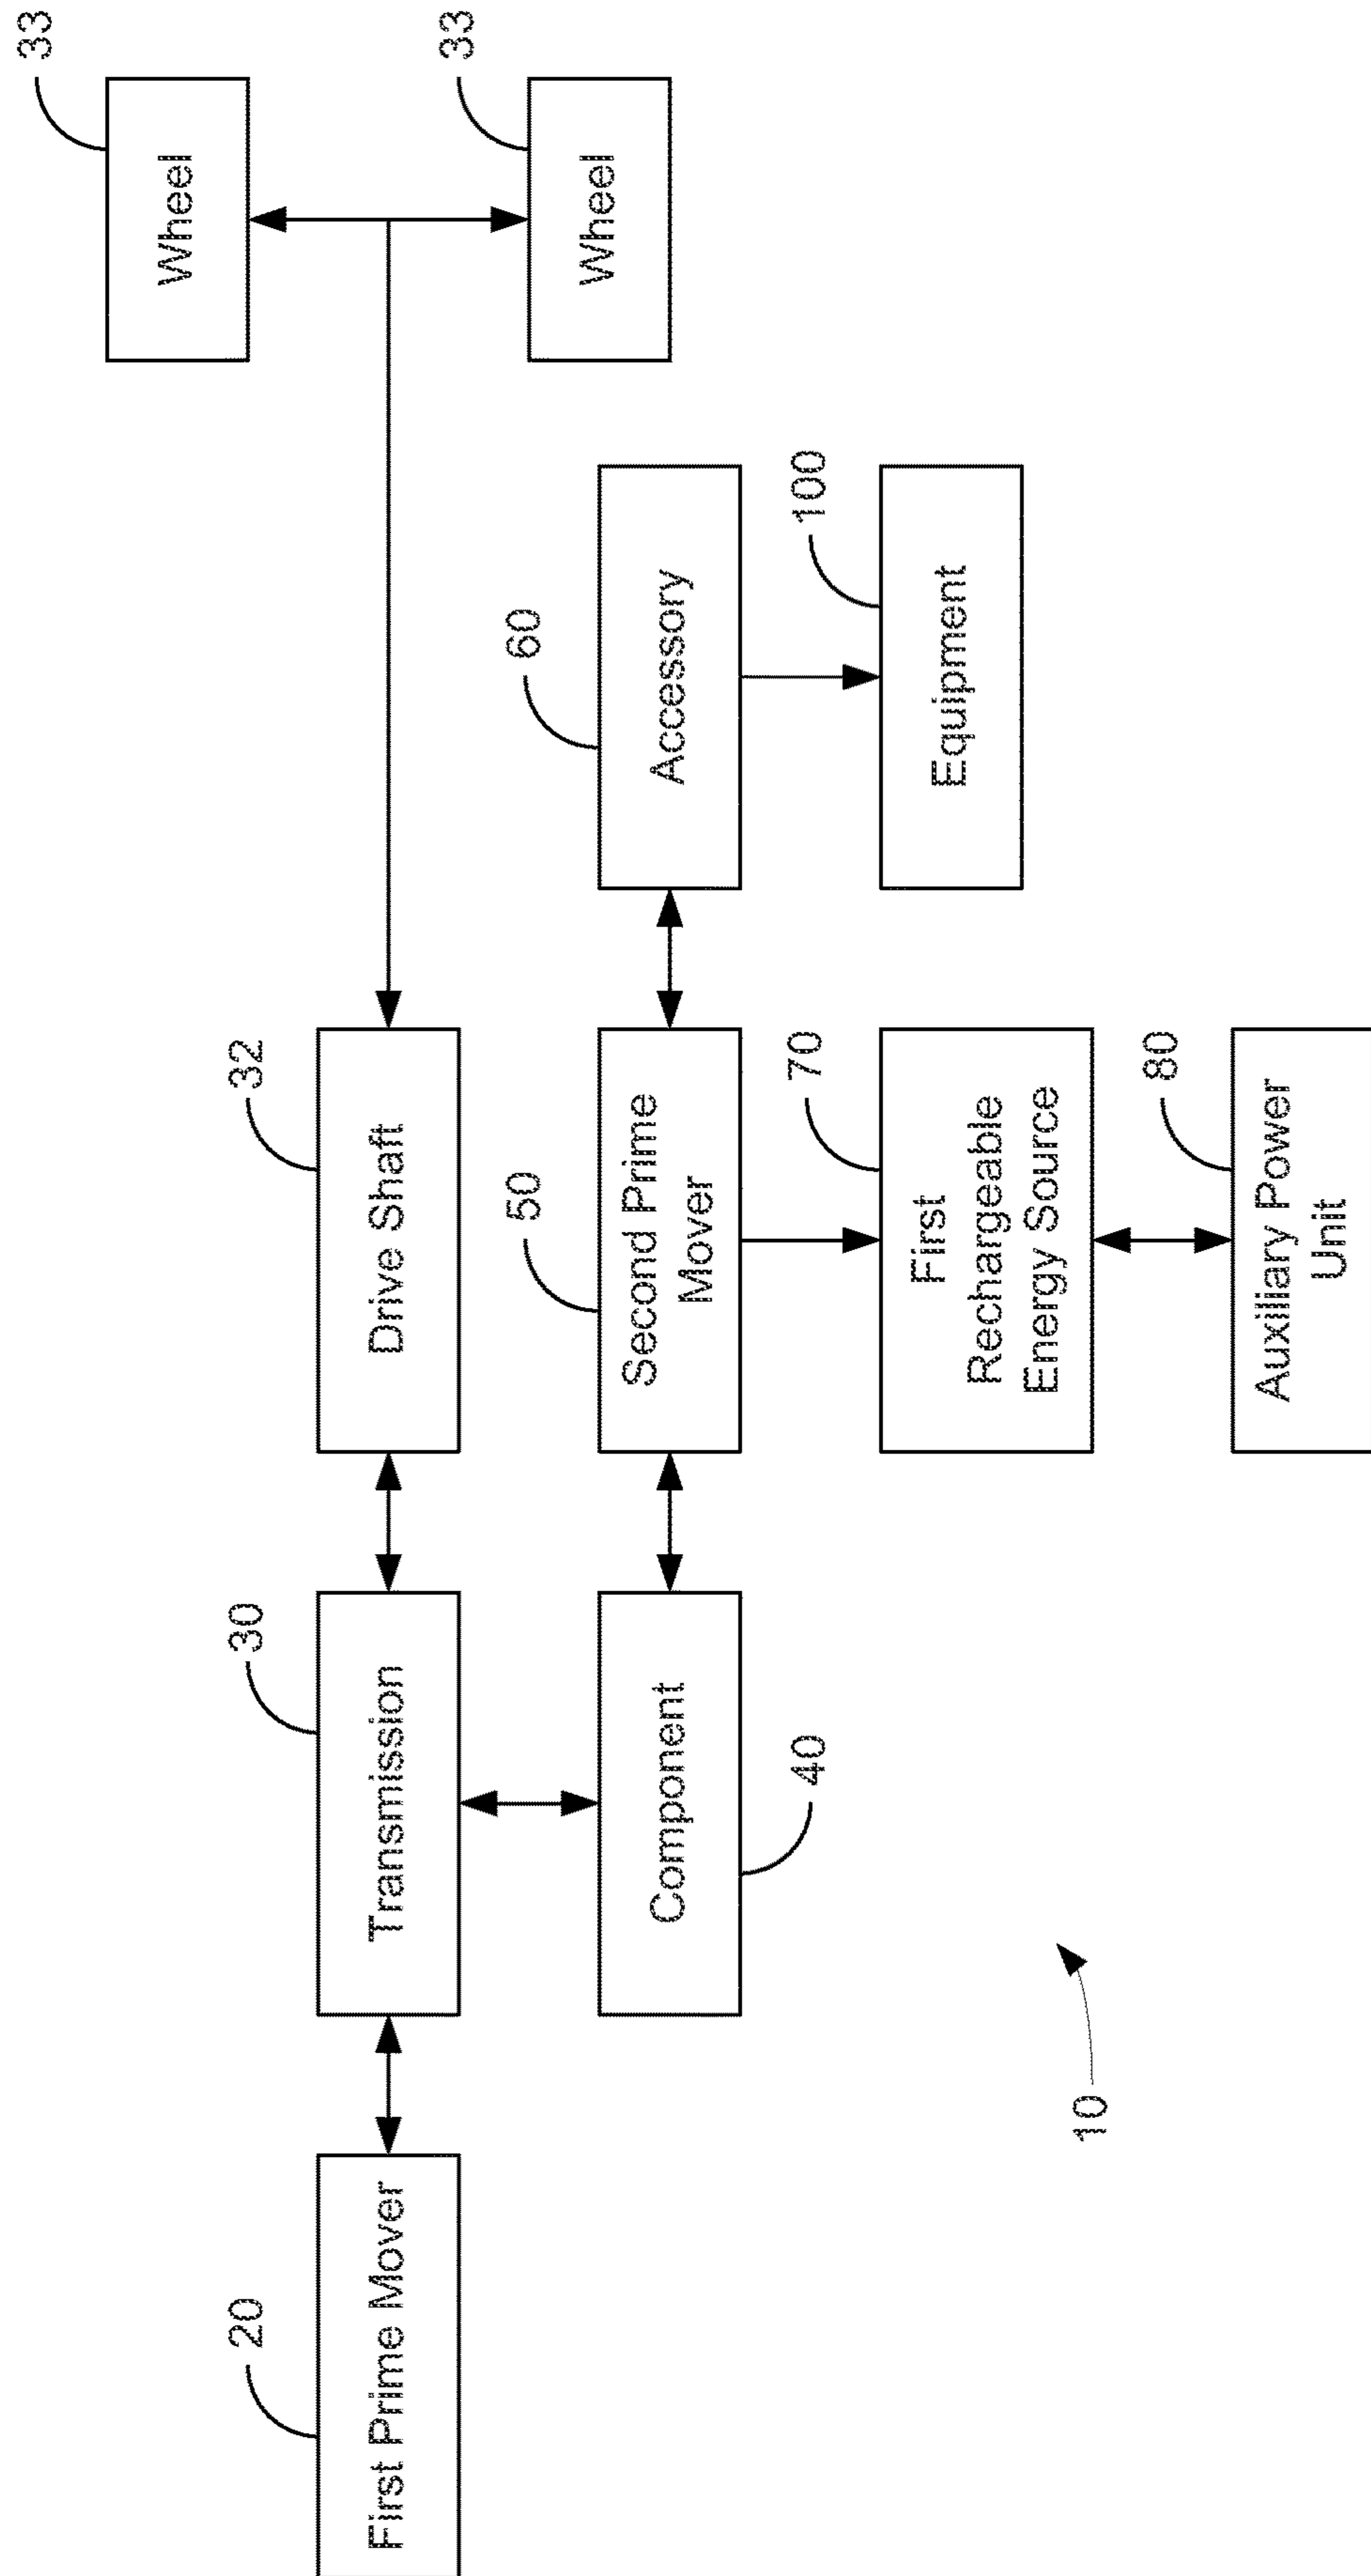 33
Wheel
33
Wheel
20
First Prime Mover
30
Transmission
32
Drive Shaft
40
Component
50
Second Prime
Mover
60
Accessory
70
First
Rechargeable
Energy Source
100
Equipment
80
Auxiliary Power
Unit
10